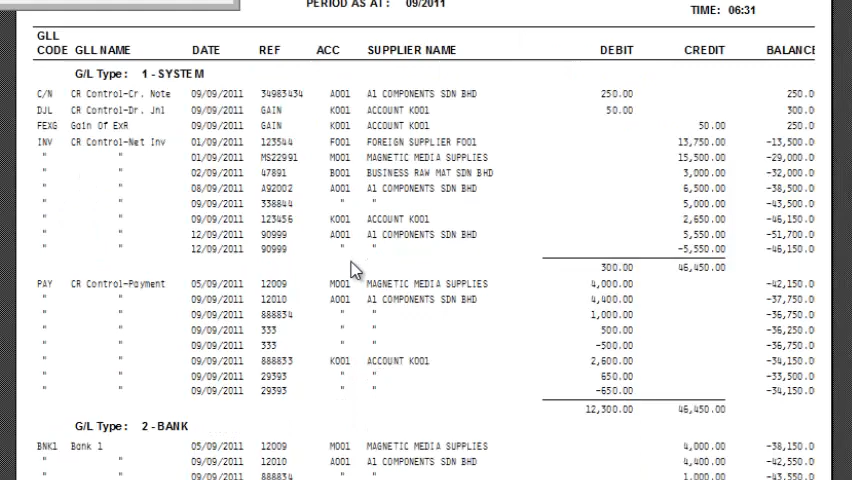 PERIOD AS AT: 09/2011
TIME: 06:31
GLL
CODE GLL NAME DATE REF ACC SUPPLIER NAME DEBIT CREDIT BALANCE
G/L Type: 1 - SYSTEM
C/N CR Control-Cr. Note 09/09/2011 34983434 A001 A1 COMPONENTS SDN BHD 250.00 250.0
DJL CR Control-Dr. Jnl 09/09/2011 GAIN K001 ACCOUNT K001 50.00 300.0
FEXG Gain Of ExR 09/09/2011 GAIN K001 ACCOUNT K001 50.00 250.0
INV CR Control-Net Inv 01/09/2011 123544 F001 FOREIGN SUPPLIER F001 13,750.00 -13,500.0
" " 01/09/2011 MS22991 M001 MAGNETIC MEDIA SUPPLIES 15,500.00 -29,000.0
" " 02/09/2011 47891 B001 BUSINESS RAW MAT SDN BHD 3,000.00 -32,000.0
" " 08/09/2011 A92002 A001 A1 COMPONENTS SDN BHD 6,500.00 -38,500.0
" " 09/09/2011 338844 " " 5,000.00 -43,500.0
" " 09/09/2011 123456 K001 ACCOUNT K001 2,650.00 -46,150.0
" " 12/09/2011 90999 A001 A1 COMPONENTS SDN BHD 5,550.00 -51,700.0
" " 12/09/2011 90999 " " -5,550.00 -46,150.0
300.00 46,450.00
PAY CR Control-Payment 05/09/2011 12009 M001 MAGNETIC MEDIA SUPPLIES 4,000.00 -42,150.0
" " 09/09/2011 12010 A001 A1 COMPONENTS SDN BHD 4,400.00 -37,750.0
" " 09/09/2011 888834 " " 1,000.00 -36,750.0
" " 09/09/2011 333 " " 500.00 -36,250.0
" " 09/09/2011 333 " " -500.00 -36,750.0
" " 09/09/2011 888833 K001 ACCOUNT K001 2,600.00 -34,150.0
" " 09/09/2011 29393 " " 650.00 -33,500.0
" " 09/09/2011 29393 " " -650.00 -34,150.0
12,300.00 46,450.00
G/L Type: 2 - BANK
BNK1 Bank 1 05/09/2011 12009 M001 MAGNETIC MEDIA SUPPLIES 4,000.00 -38,150.0
" " 09/09/2011 12010 A001 A1 COMPONENTS SDN BHD 4,400.00 -42,550.0
" " 09/09/2011 888834 " " 1,000.00 -43,550.0